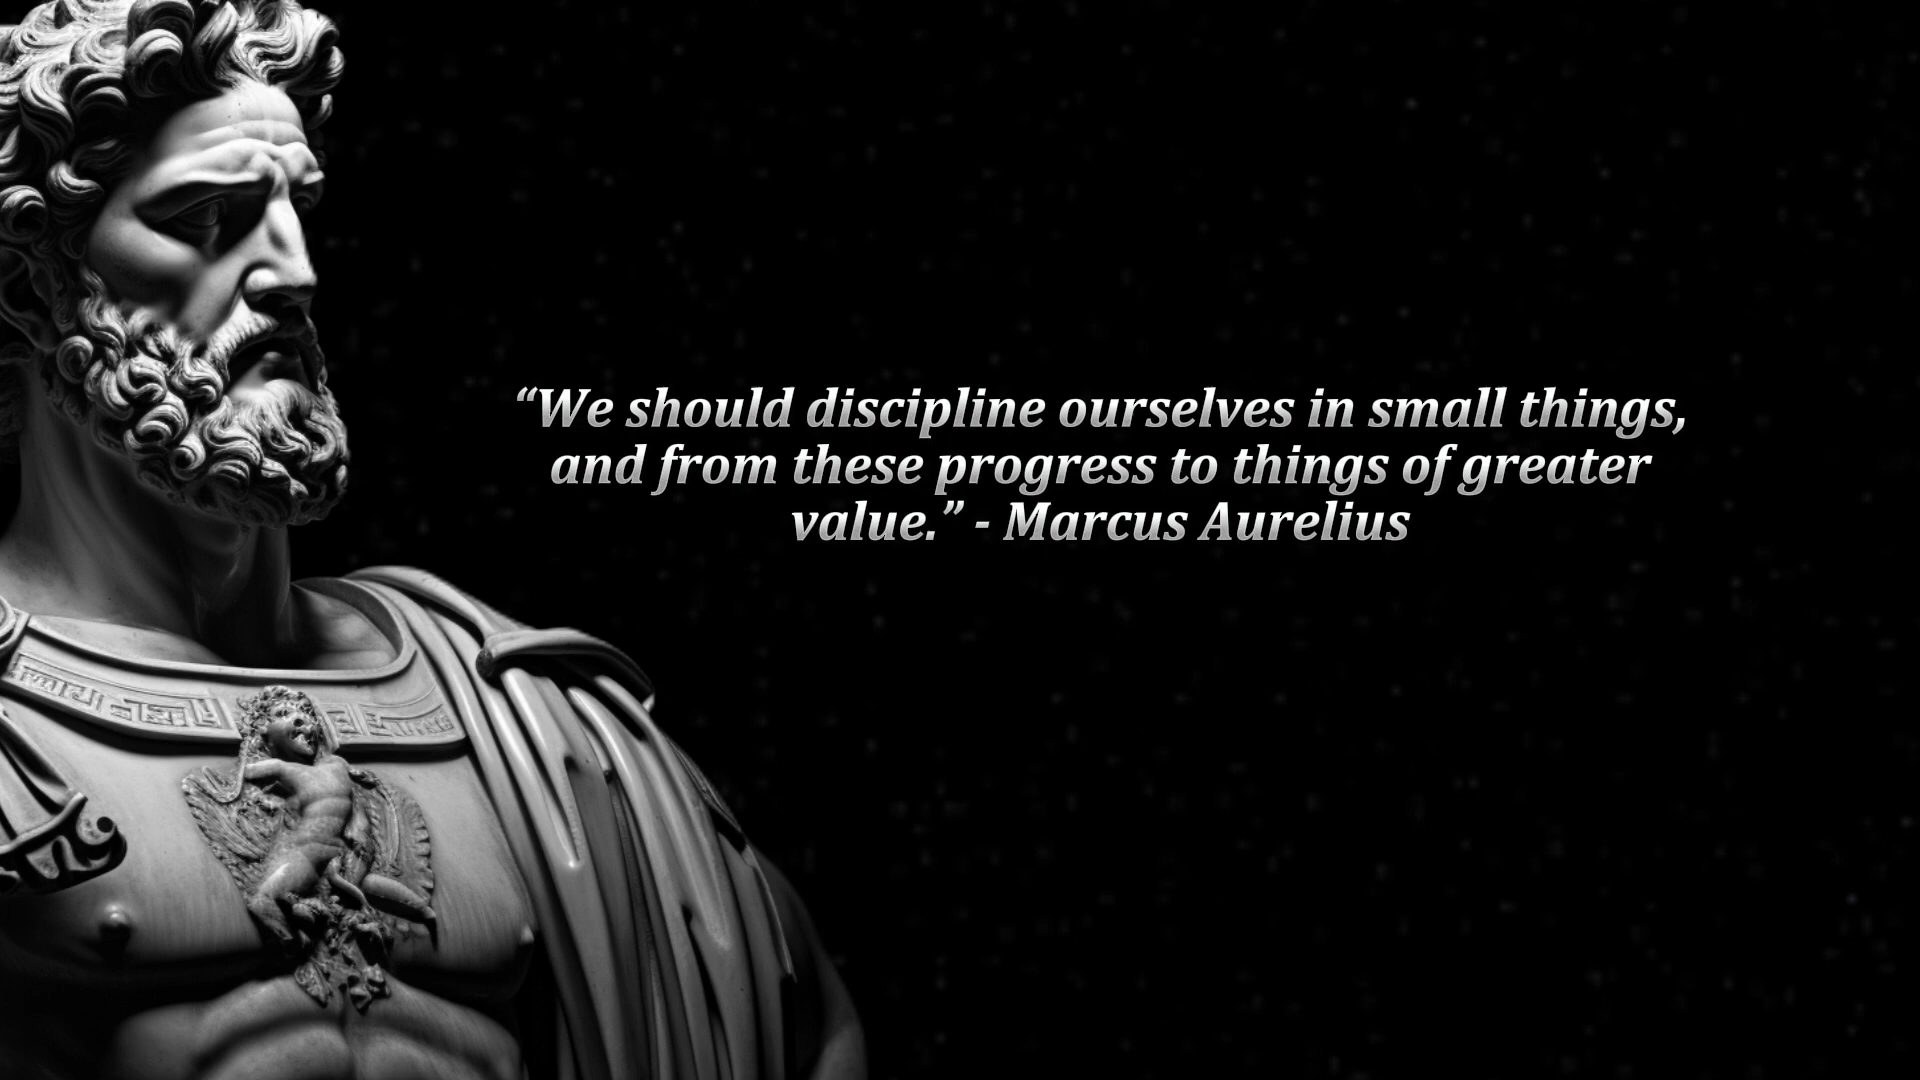 “We should discipline ourselves in small things,
and from these progress to things of greater
value.” - Marcus Aurelius